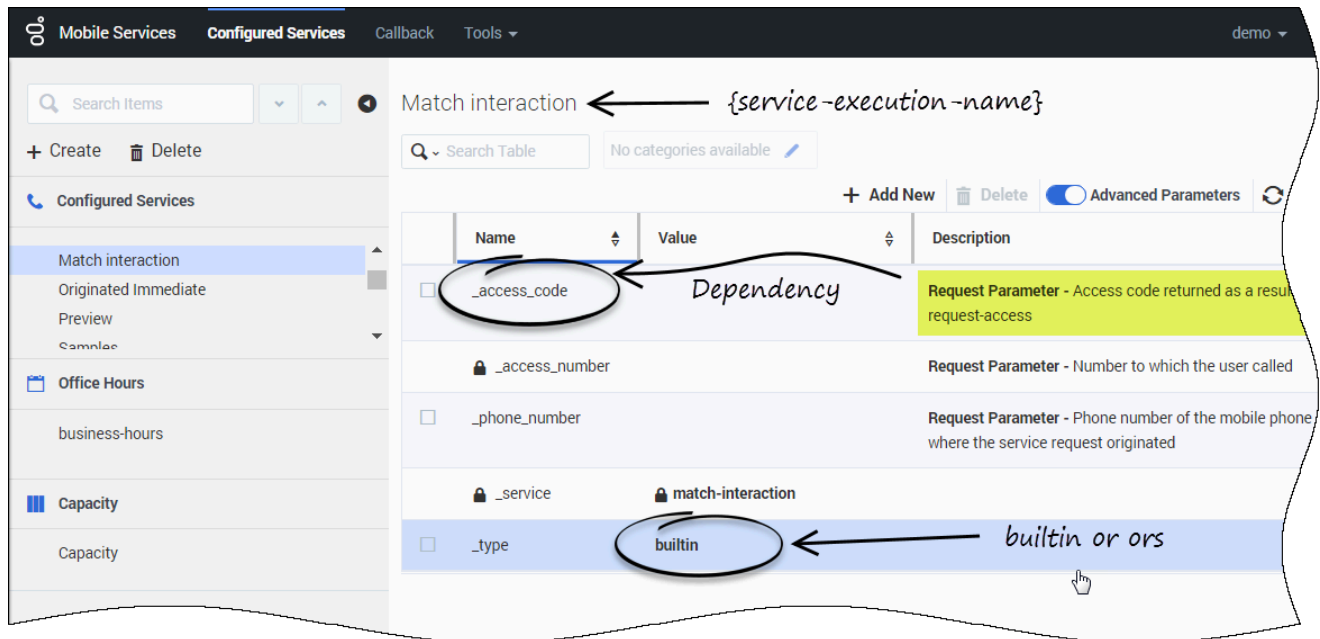 Mobile Services Configured Services Callback Tools demo
Search Items
Match interaction {service-execution-name}
+ Create Delete
Search Table No categories available
Configured Services
+ Add New Delete Advanced Parameters
Name Value Description
Match interaction
Originated Immediate
Preview
Samples
_access_code Dependency Request Parameter - Access code returned as a resul
request-access
Office Hours
_access_number Request Parameter - Number to which the user called
business-hours
_phone_number Request Parameter - Phone number of the mobile phone
where the service request originated
Capacity
_service match-interaction
Capacity
_type builtin builtin or ors